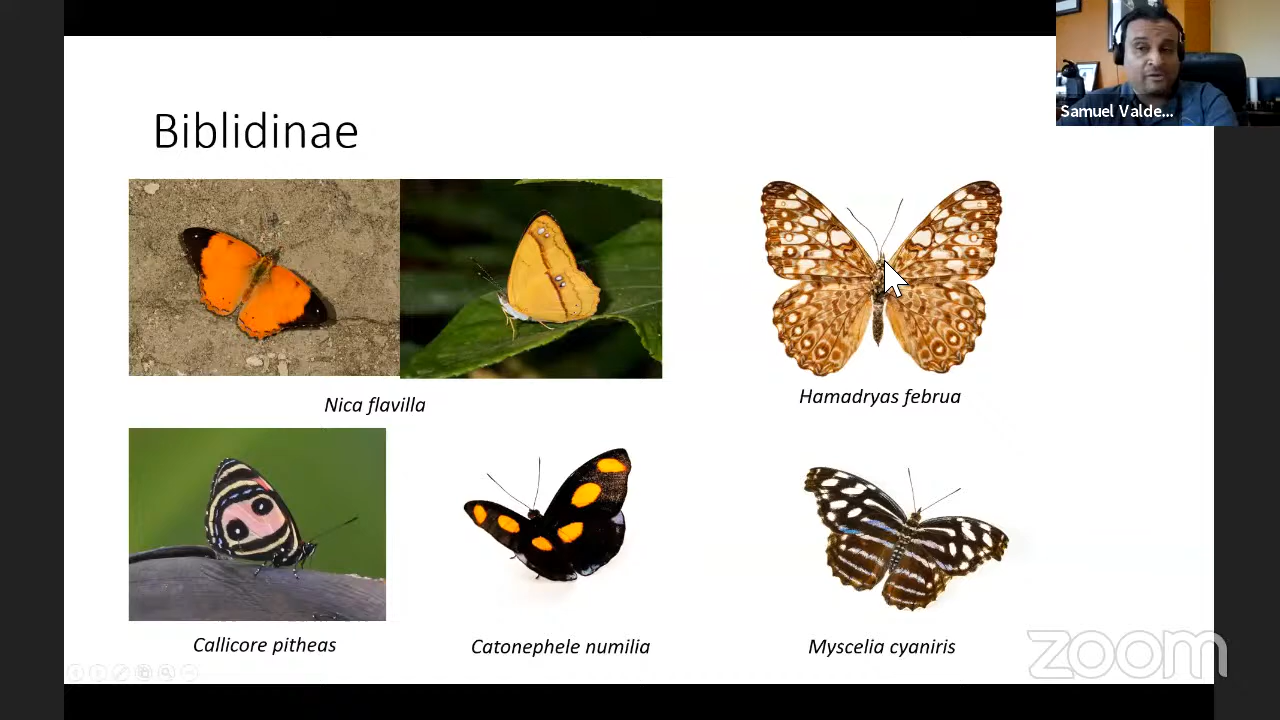 Samuel Valde...
Biblidinae
Nica flavilla
Hamadryas februa
Callicore pitheas
Catonephele numilia
Myscelia cyaniris
zoom